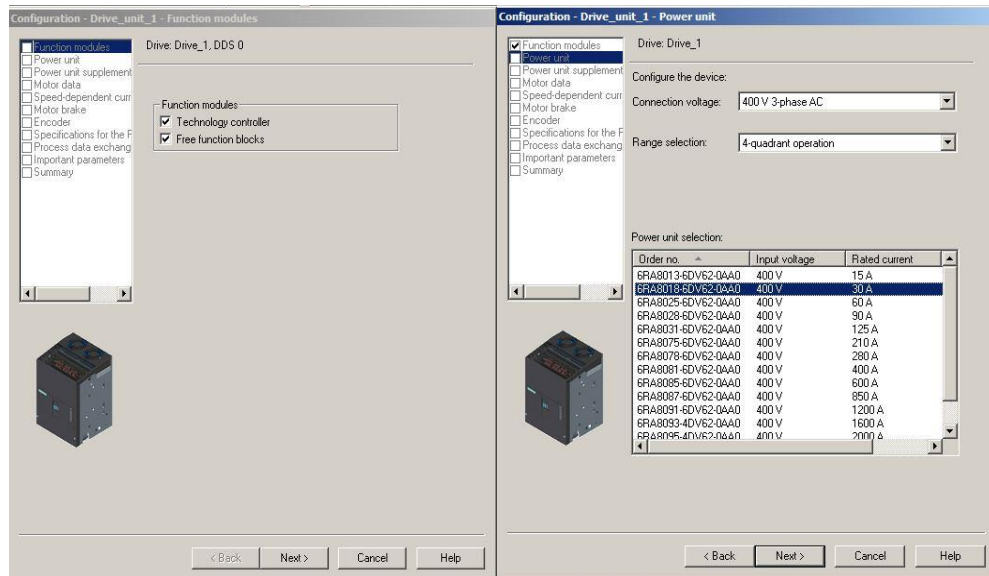 Configuration - Drive_unit_1 - Function modules
Function modules
Power unit
Power unit supplement
Motor data
Speed-dependent curr
Motor brake
Encoder
Specifications for the F
Process data exchang
Important parameters
Summary
Drive: Drive_1, DDS 0
Function modules
Technology controller
Free function blocks
< Back Next > Cancel Help
Configuration - Drive_unit_1 - Power unit
Function modules
Power unit
Power unit supplement
Motor data
Speed-dependent curr
Motor brake
Encoder
Specifications for the F
Process data exchang
Important parameters
Summary
Drive: Drive_1
Configure the device:
Connection voltage: 400 V 3-phase AC
Range selection: 4-quadrant operation
Power unit selection:
Order no. Input voltage Rated current
6RA8013-6DV62-0AA0 400 V 15 A
6RA8018-6DV62-0AA0 400 V 30 A
6RA8025-6DV62-0AA0 400 V 60 A
6RA8028-6DV62-0AA0 400 V 90 A
6RA8031-6DV62-0AA0 400 V 125 A
6RA8075-6DV62-0AA0 400 V 210 A
6RA8078-6DV62-0AA0 400 V 280 A
6RA8081-6DV62-0AA0 400 V 400 A
6RA8085-6DV62-0AA0 400 V 600 A
6RA8087-6DV62-0AA0 400 V 850 A
6RA8091-6DV62-0AA0 400 V 1200 A
6RA8093-4DV62-0AA0 400 V 1600 A
6RA8095-4DV62-0AA0 400 V 2000 A
< Back Next > Cancel Help